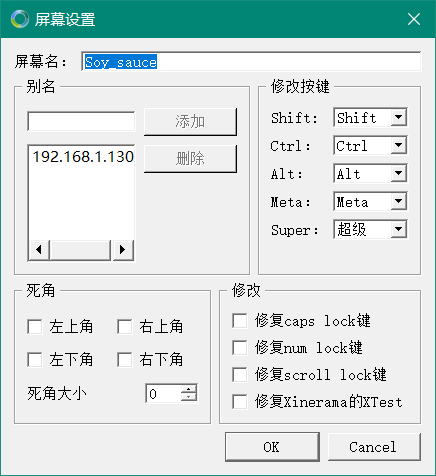 屏幕设置
屏幕名: Soy_sauce
别名
添加
192.168.1.130
删除
修改按键
Shift: Shift
Ctrl: Ctrl
Alt: Alt
Meta: Meta
Super: 超级
死角
左上角 右上角
左下角 右下角
死角大小 0
修改
修复caps lock键
修复num lock键
修复scroll lock键
修复Xinerama的XTest
OK Cancel